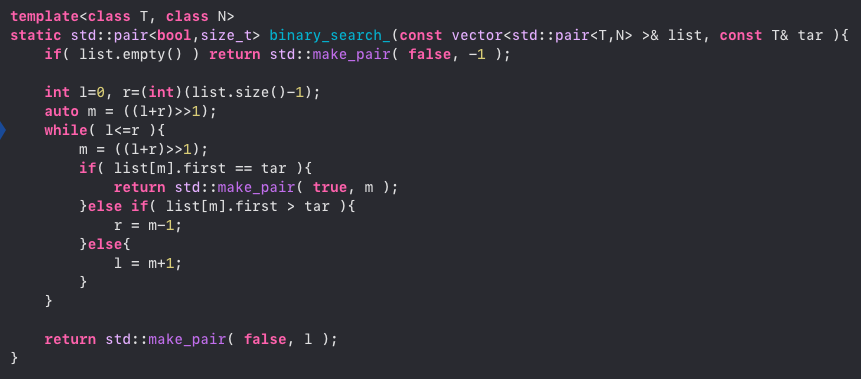 template<class T, class N>
static std::pair<bool,size_t> binary_search_(const vector<std::pair<T,N> >& list, const T& tar ){
    if( list.empty() ) return std::make_pair( false, -1 );

    int l=0, r=(int)(list.size()-1);
    auto m = ((l+r)>>1);
    while( l<=r ){
        m = ((l+r)>>1);
        if( list[m].first == tar ){
            return std::make_pair( true, m );
        }else if( list[m].first > tar ){
            r = m-1;
        }else{
            l = m+1;
        }
    }

    return std::make_pair( false, l );
}